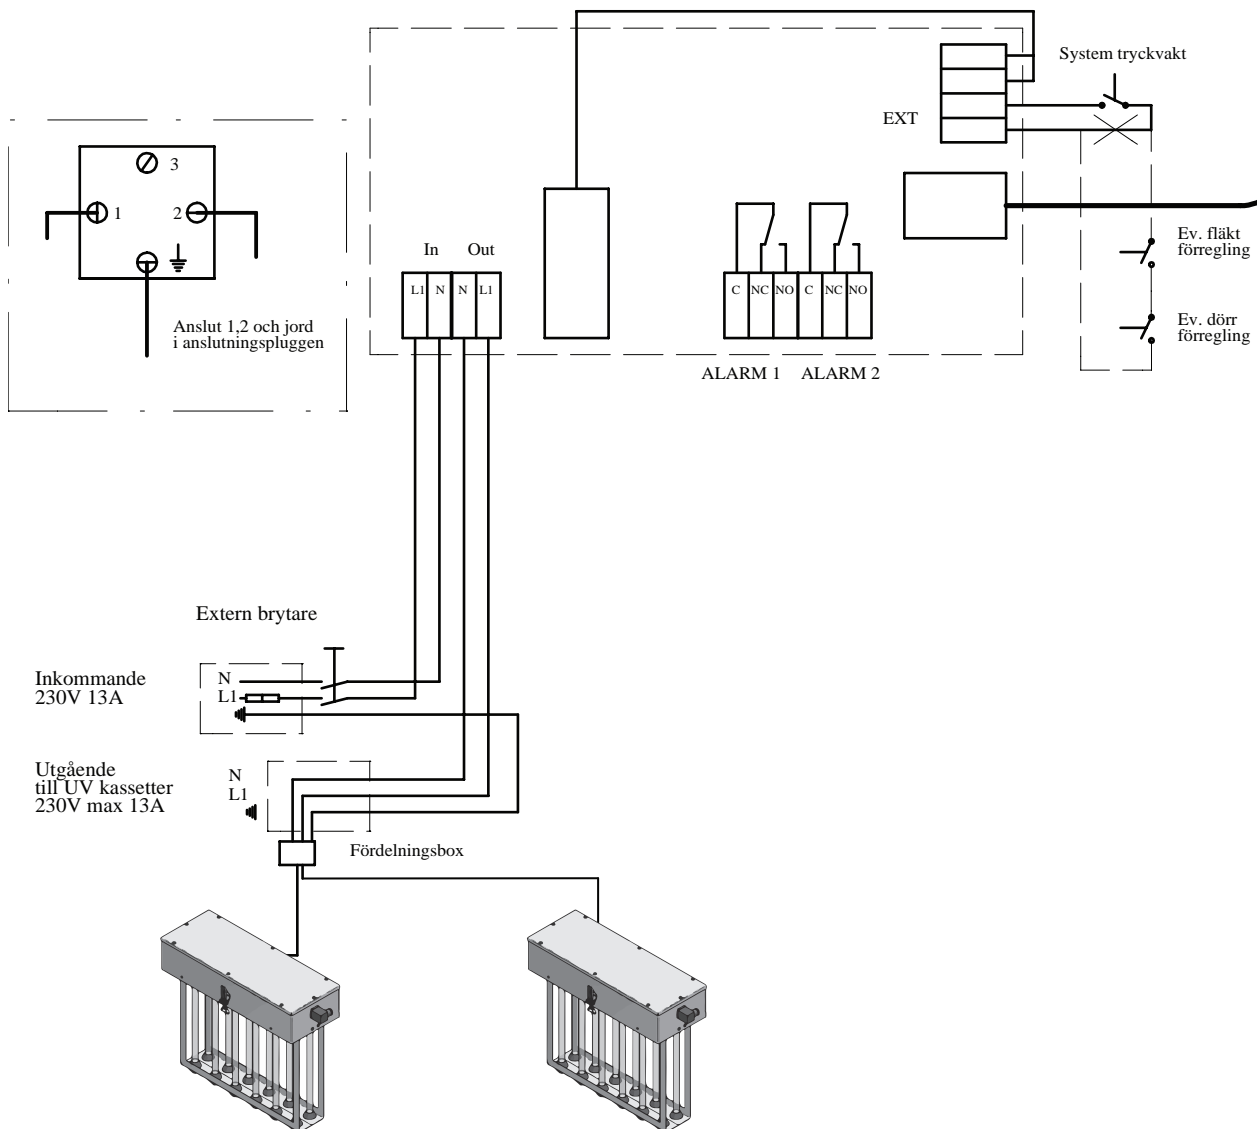 System tryckvakt
EXT
3
1
2
Anslut 1,2 och jord
i anslutningspluggen
In
Out
L1
N
N
L1
C
NC
NO
C
NC
NO
ALARM 1
ALARM 2
Ev. fläkt
förregling
Ev. dörr
förregling
Extern brytare
Inkommande
230V 13A
N
L1
Utgående
till UV kassetter
230V max 13A
N
L1
Fördelningsbox